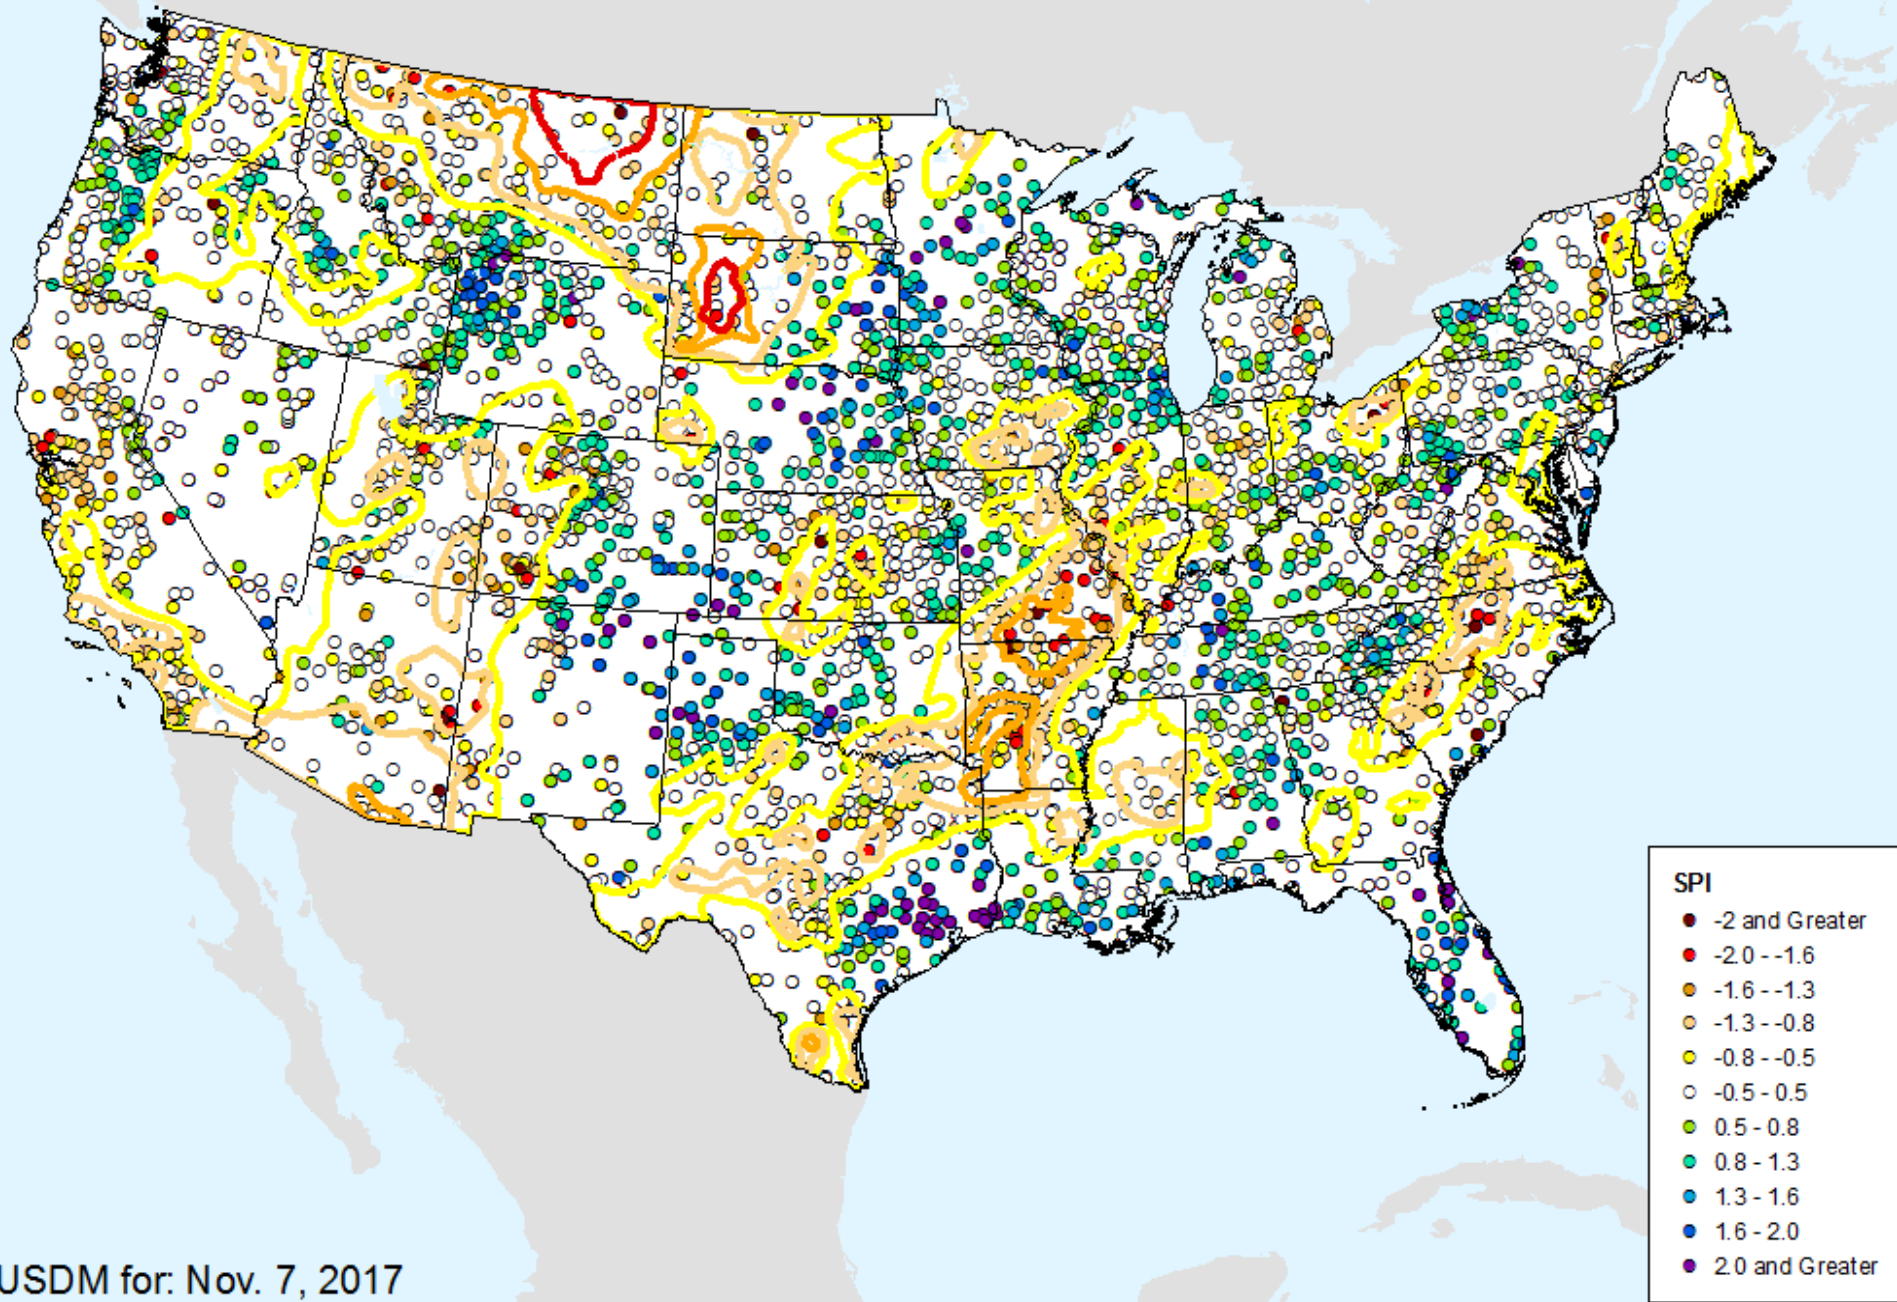 SPI
-2 and Greater
-2.0 - -1.6
-1.6 - -1.3
-1.3 - -0.8
-0.8 - -0.5
-0.5 - 0.5
0.5 - 0.8
0.8 - 1.3
1.3 - 1.6
1.6 - 2.0
2.0 and Greater
USDM for: Nov. 7, 2017